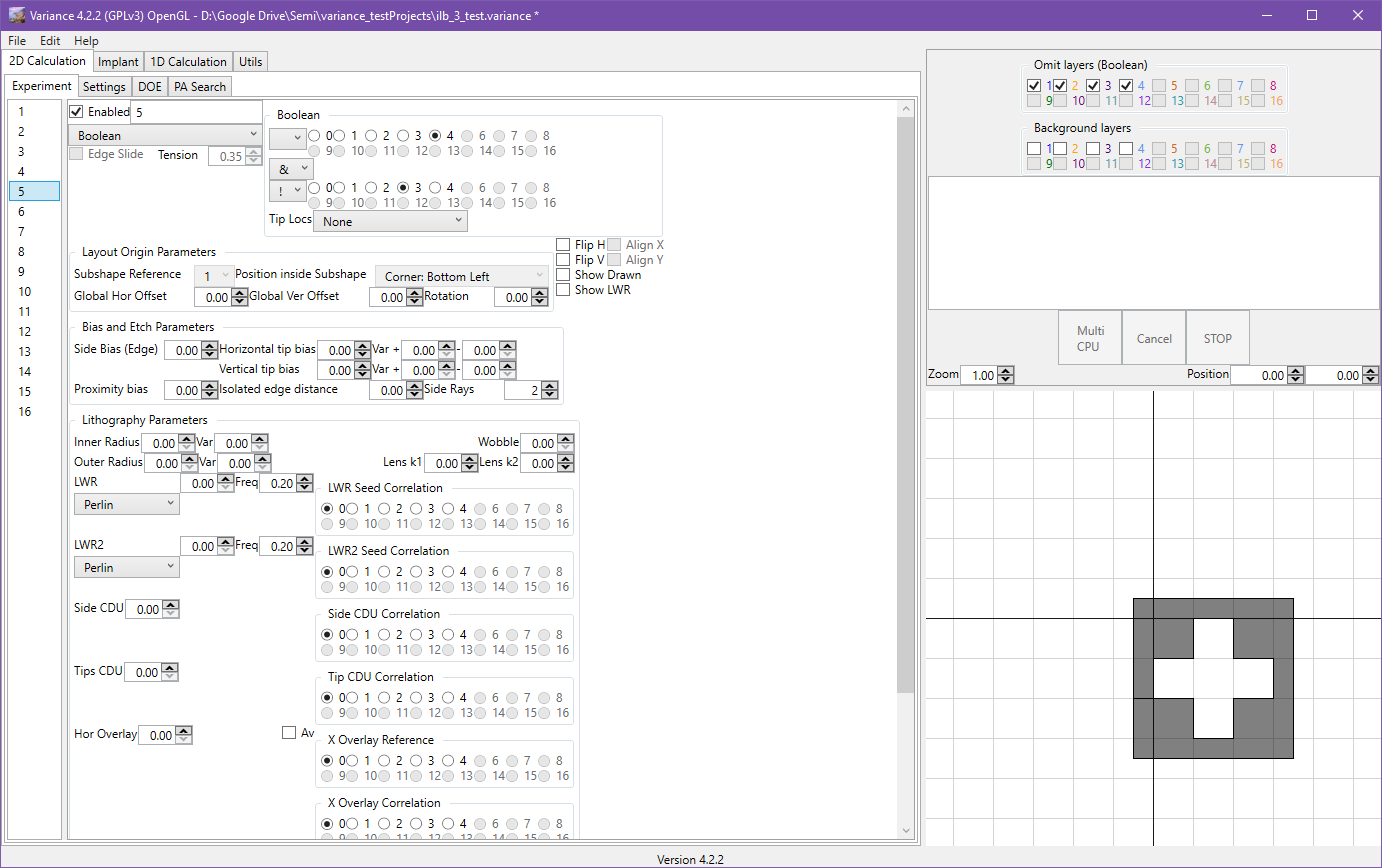 Variance 4.2.2 (GPLv3) OpenGL - D:\Google Drive\Semi\variance_testProjects\ilb_3_test.variance *
File Edit Help
2D Calculation Implant 1D Calculation Utils
Experiment Settings DOE PA Search
1
2
3
4
5
6
7
8
9
10
11
12
13
14
15
16
Enabled 5
Boolean
Edge Slide Tension 0.35
Boolean
0 1 2 3 4 6 7 8
9 10 11 12 13 14 15 16
&
! 0 1 2 3 4 6 7 8
9 10 11 12 13 14 15 16
Tip Locs None
Layout Origin Parameters
Subshape Reference 1 Position inside Subshape Corner: Bottom Left
Global Hor Offset 0.00 Global Ver Offset 0.00 Rotation 0.00
Flip H Align X
Flip V Align Y
Show Drawn
Show LWR
Bias and Etch Parameters
Side Bias (Edge) 0.00 Horizontal tip bias 0.00 Var + 0.00 - 0.00
Vertical tip bias 0.00 Var + 0.00 - 0.00
Proximity bias 0.00 Isolated edge distance 0.00 Side Rays 2
Lithography Parameters
Inner Radius 0.00 Var 0.00 Wobble 0.00
Outer Radius 0.00 Var 0.00 Lens k1 0.00 Lens k2 0.00
LWR 0.00 Freq 0.20
Perlin
LWR Seed Correlation
0 1 2 3 4 6 7 8
9 10 11 12 13 14 15 16
LWR2 0.00 Freq 0.20
Perlin
LWR2 Seed Correlation
0 1 2 3 4 6 7 8
9 10 11 12 13 14 15 16
Side CDU 0.00
Side CDU Correlation
0 1 2 3 4 6 7 8
9 10 11 12 13 14 15 16
Tips CDU 0.00
Tip CDU Correlation
0 1 2 3 4 6 7 8
9 10 11 12 13 14 15 16
Hor Overlay 0.00 Av
X Overlay Reference
0 1 2 3 4 6 7 8
9 10 11 12 13 14 15 16
X Overlay Correlation
0 1 2 3 4 6 7 8
9 10 11 12 13 14 15 16
Omit layers (Boolean)
1 2 3 4 5 6 7 8
9 10 11 12 13 14 15 16
Background layers
1 2 3 4 5 6 7 8
9 10 11 12 13 14 15 16
Multi
CPU
Cancel
STOP
Zoom 1.00 Position 0.00 0.00
Version 4.2.2